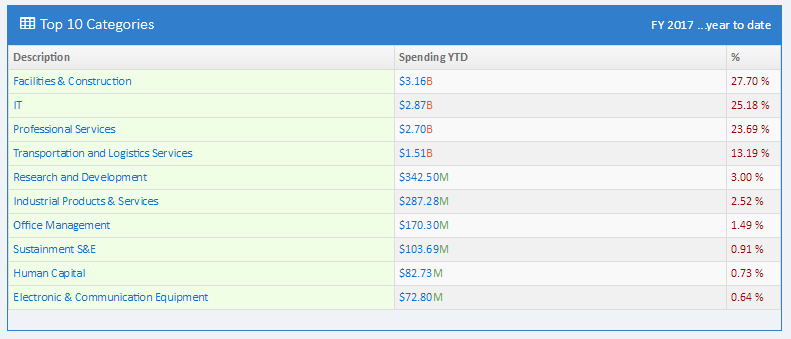 Top 10 Categories FY 2017 ...year to date
Description Spending YTD %
Facilities & Construction $3.16B 27.70 %
IT $2.87B 25.18 %
Professional Services $2.70B 23.69 %
Transportation and Logistics Services $1.51B 13.19 %
Research and Development $342.50M 3.00 %
Industrial Products & Services $287.28M 2.52 %
Office Management $170.30M 1.49 %
Sustainment S&E $103.69M 0.91 %
Human Capital $82.73M 0.73 %
Electronic & Communication Equipment $72.80M 0.64 %